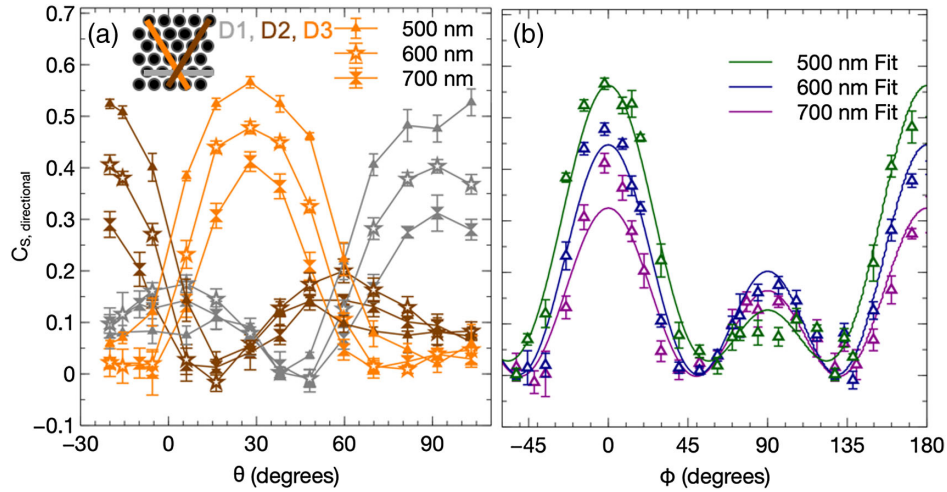 (a)
D1, D2, D3
500 nm
600 nm
700 nm
0.7
0.6
0.5
0.4
0.3
0.2
0.1
0
−0.1
C_S, directional
−30
0
30
60
90
θ (degrees)
(b)
500 nm Fit
600 nm Fit
700 nm Fit
−45
0
45
90
135
180
ϕ (degrees)